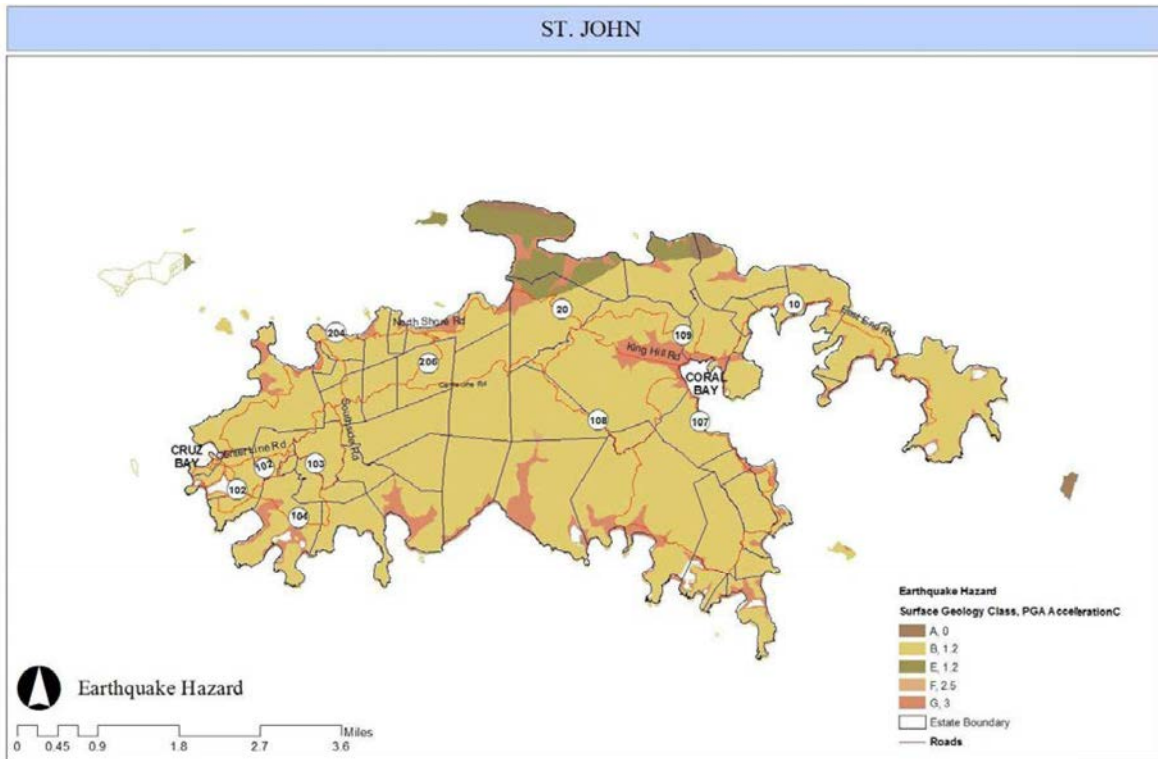 ST. JOHN
20
10
204
North Shore Rd
East End Rd
109
206
King Hill Rd
CORAL
BAY
Centerline Rd
Southside Rd
108
107
CRUZ
BAY
Center Line Rd
102
103
102
104
Earthquake Hazard
Surface Geology Class, PGA AccelerationC
A, 0
B, 1.2
E, 1.2
F, 2.5
G, 3
Estate Boundary
Roads
Earthquake Hazard
Miles
0 0.45 0.9 1.8 2.7 3.6